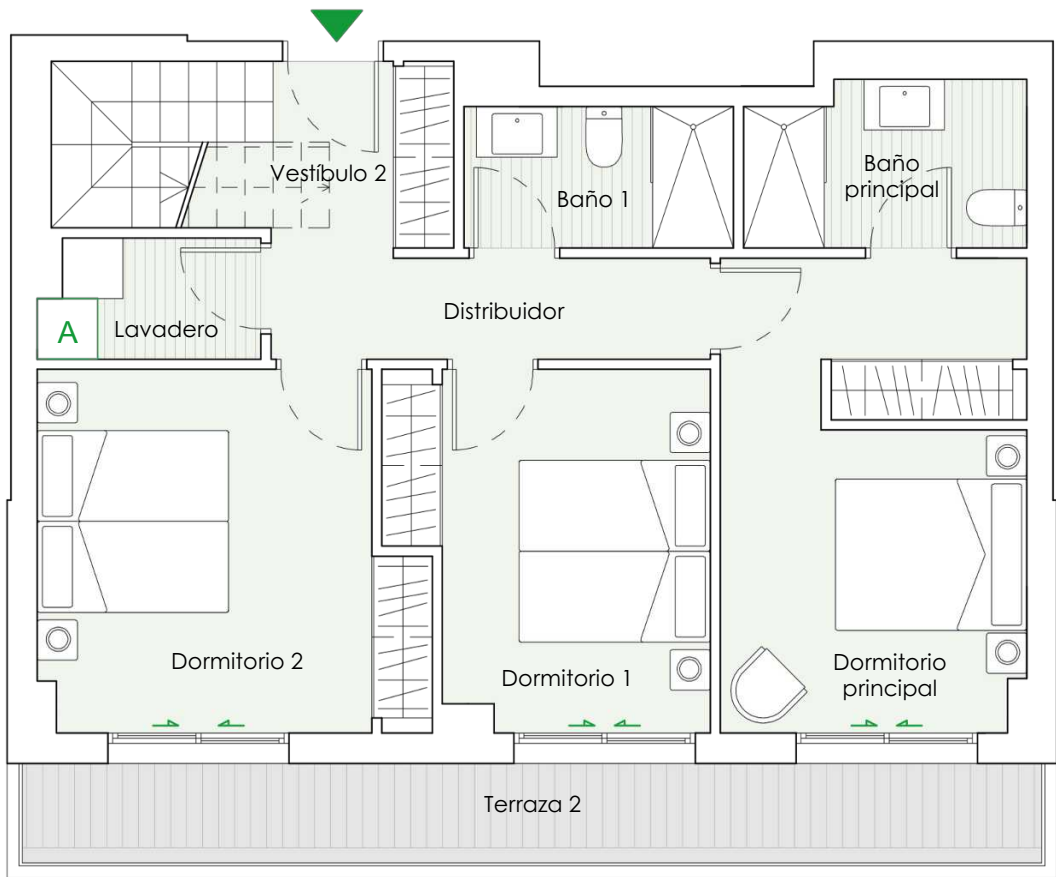 Vestíbulo 2
Baño 1
Baño
principal
Distribuidor
A
Lavadero
Dormitorio 2
Dormitorio 1
Dormitorio
principal
Terraza 2